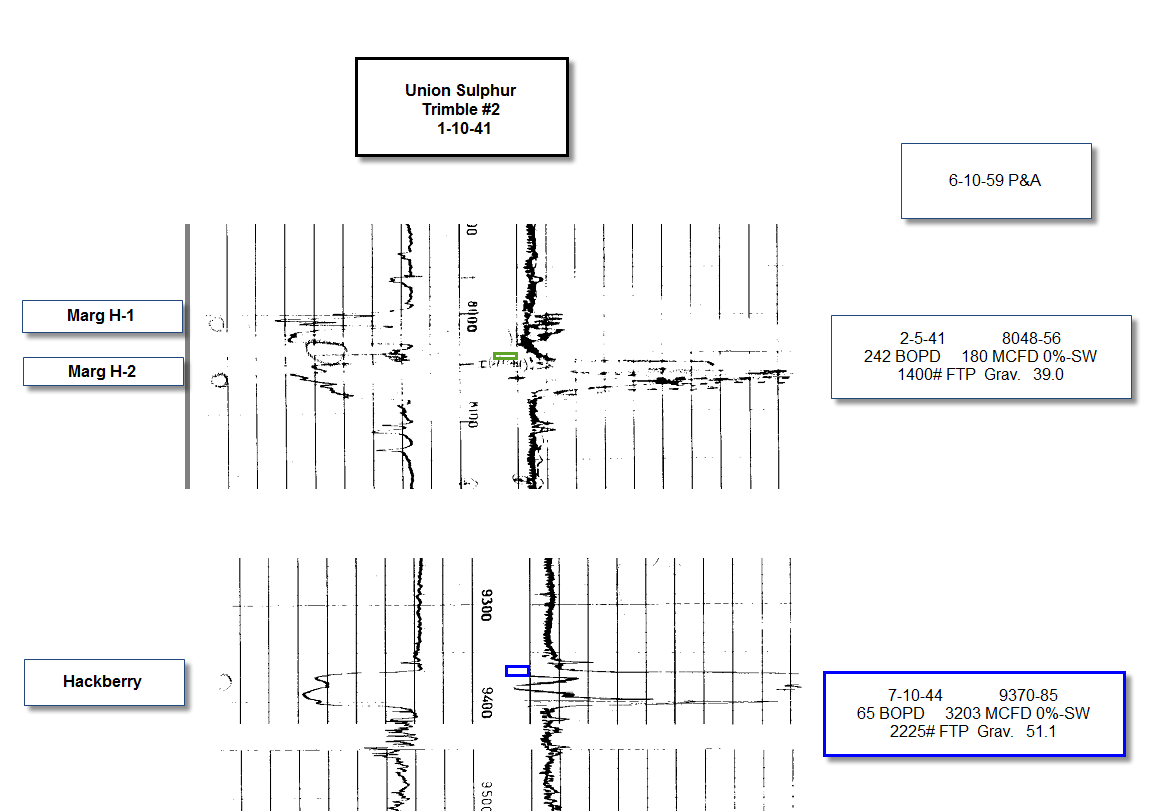 Union Sulphur
Trimble #2
1-10-41
6-10-59 P&A
Marg H-1
8000
2-5-41 8048-56
242 BOPD 180 MCFD 0%-SW
1400# FTP Grav. 39.0
Marg H-2
8100
9300
Hackberry
9400
7-10-44 9370-85
65 BOPD 3203 MCFD 0%-SW
2225# FTP Grav. 51.1
9500